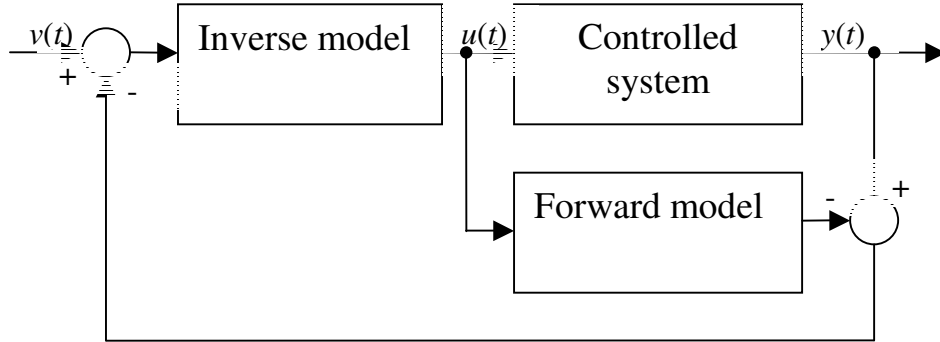 v(t)
+
-
Inverse model
u(t)
Controlled
system
y(t)
Forward model
-
+